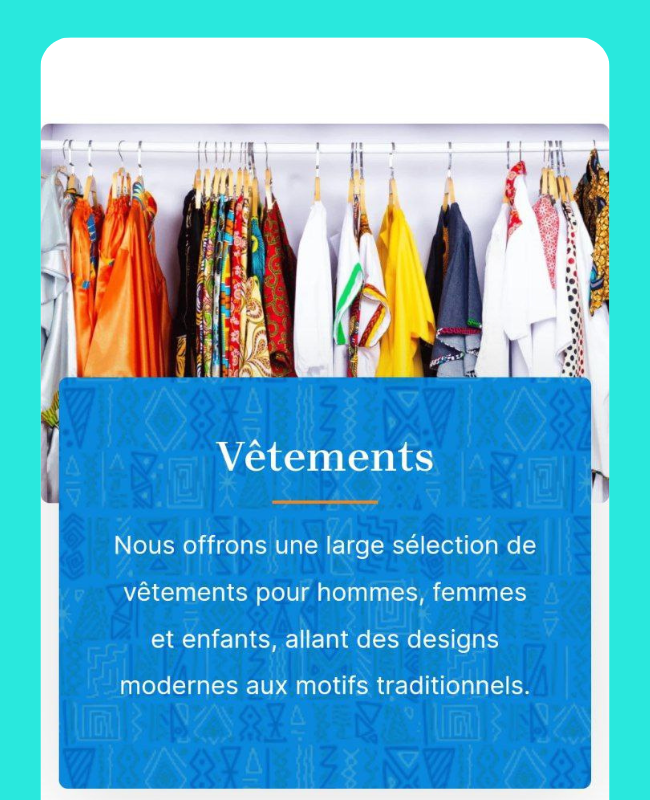 Vêtements
Nous offrons une large sélection de
vêtements pour hommes, femmes
et enfants, allant des designs
modernes aux motifs traditionnels.